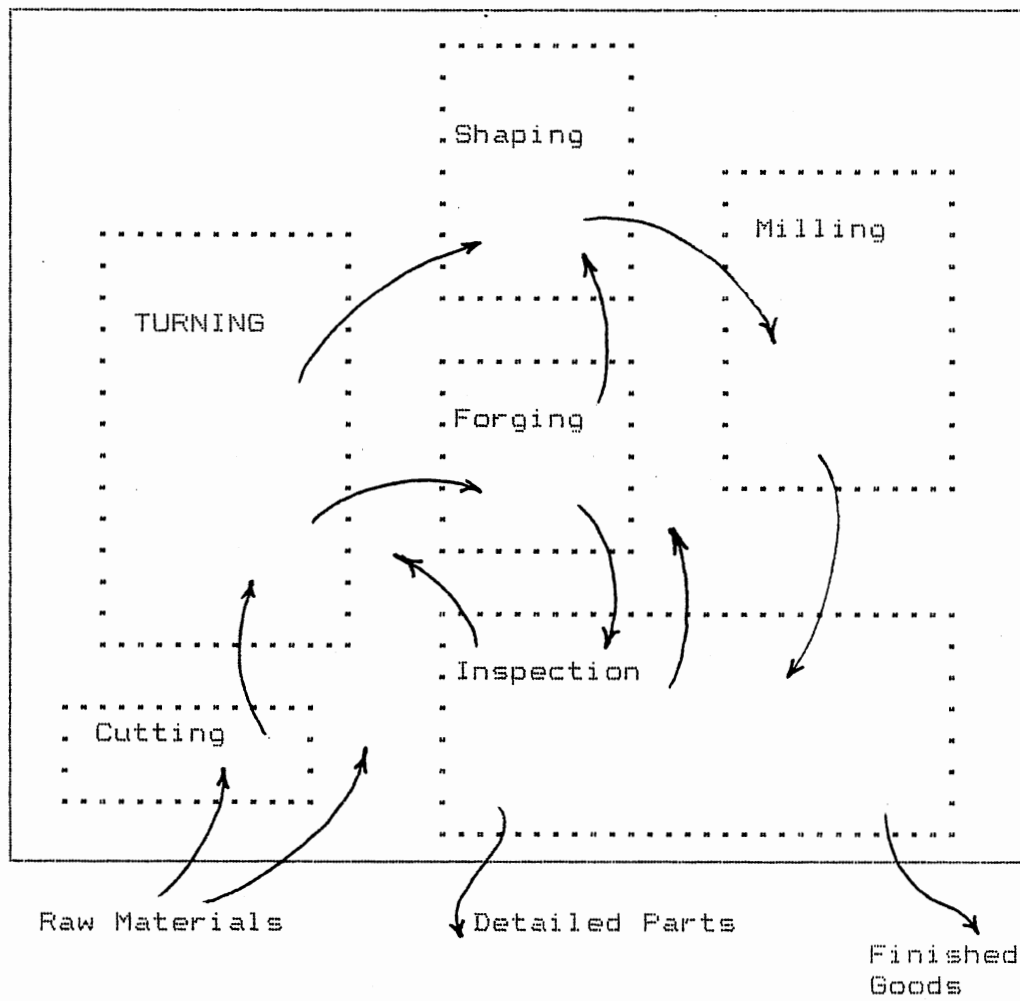 Shaping
Milling
TURNING
Forging
Inspection
Cutting
Raw Materials
Detailed Parts
Finished
Goods